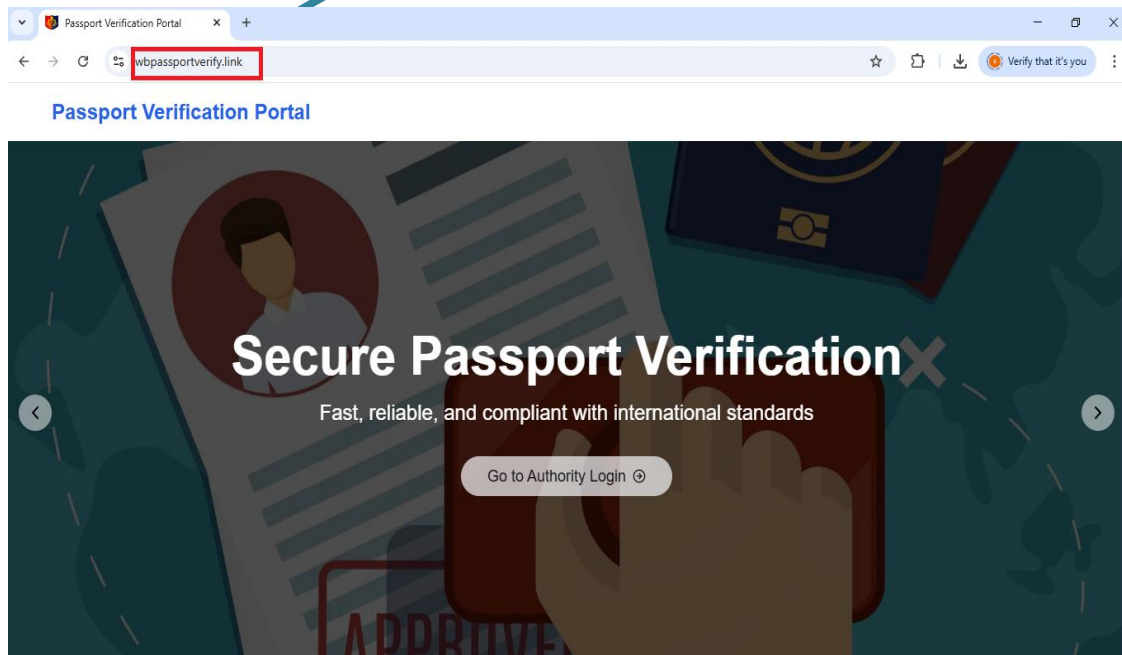 Passport Verification Portal
Verify that it's you
wbpassportverify.link
Passport Verification Portal
Secure Passport Verification
Fast, reliable, and compliant with international standards
Go to Authority Login
APPROVE